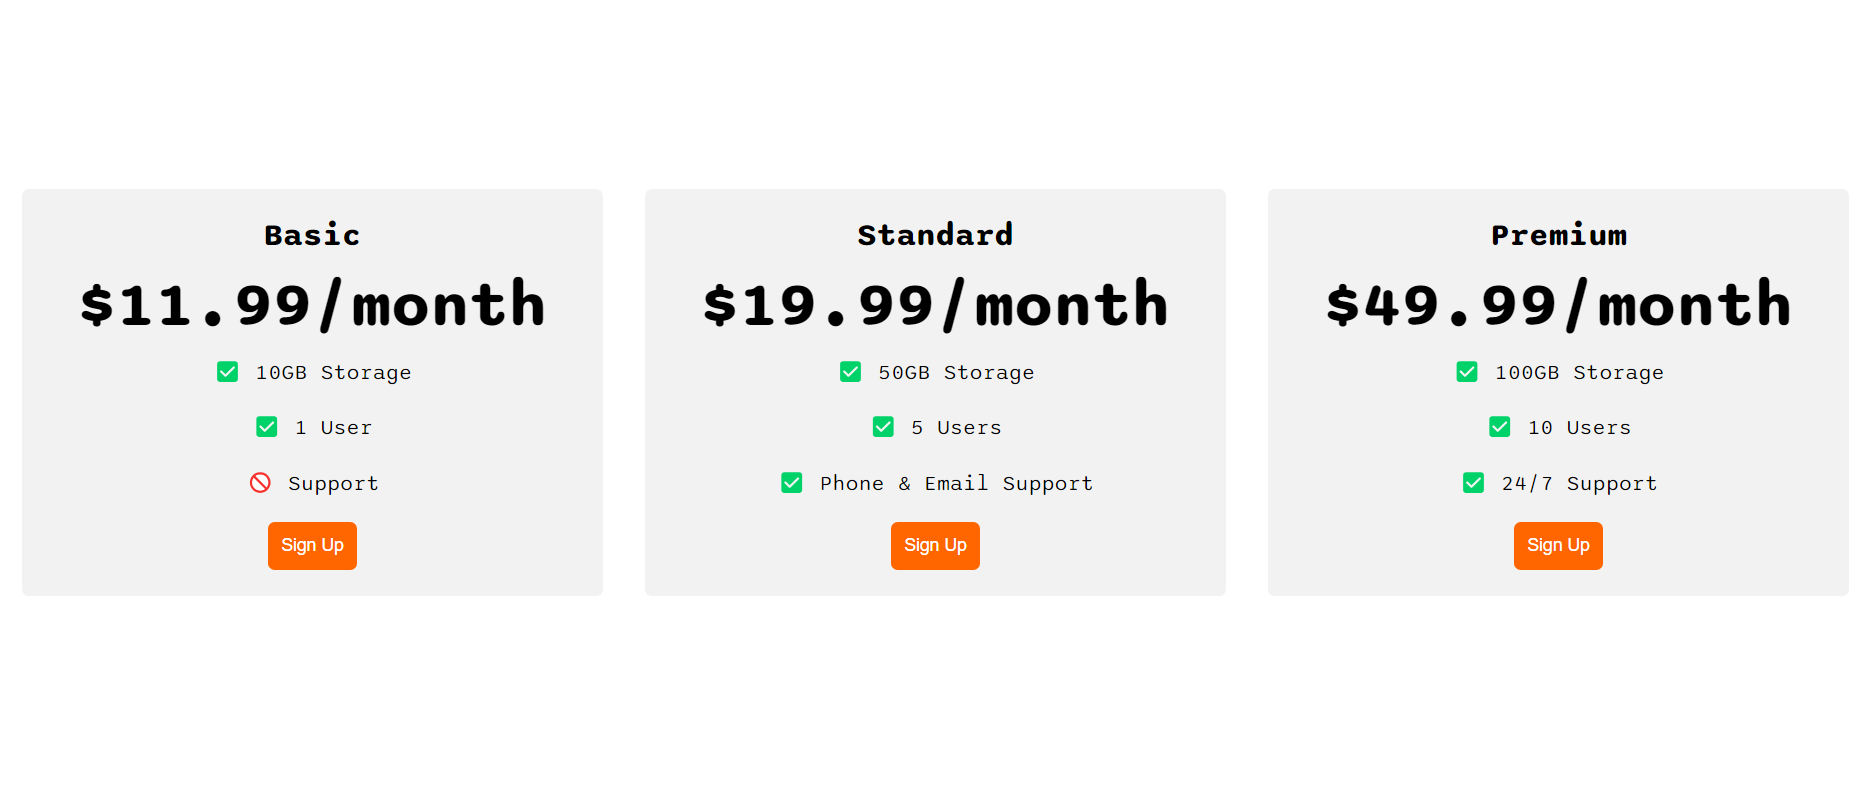 Basic
$11.99/month
10GB Storage
1 User
Support
Sign Up
Standard
$19.99/month
50GB Storage
5 Users
Phone & Email Support
Sign Up
Premium
$49.99/month
100GB Storage
10 Users
24/7 Support
Sign Up